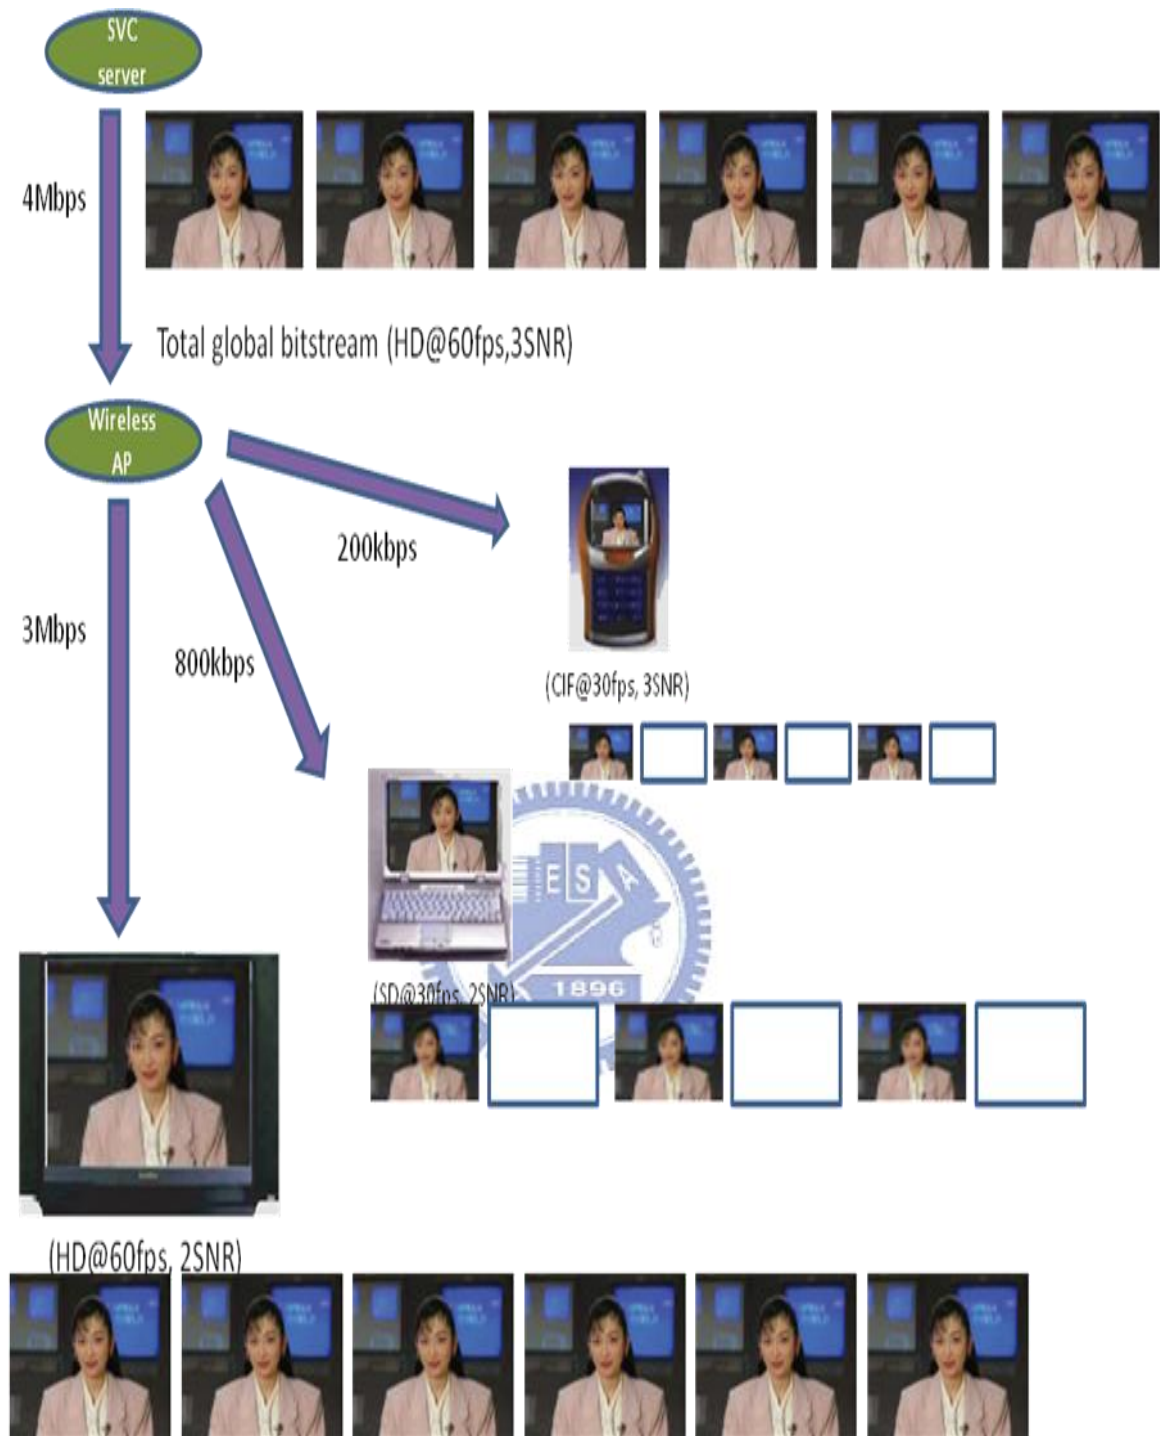 SVC
server
4Mbps
Total global bitstream (HD@60fps,3SNR)
Wireless
AP
200kbps
3Mbps
800kbps
(CIF@30fps, 3SNR)
E S A
1896
(SD@30fps, 2SNR)
(HD@60fps, 2SNR)